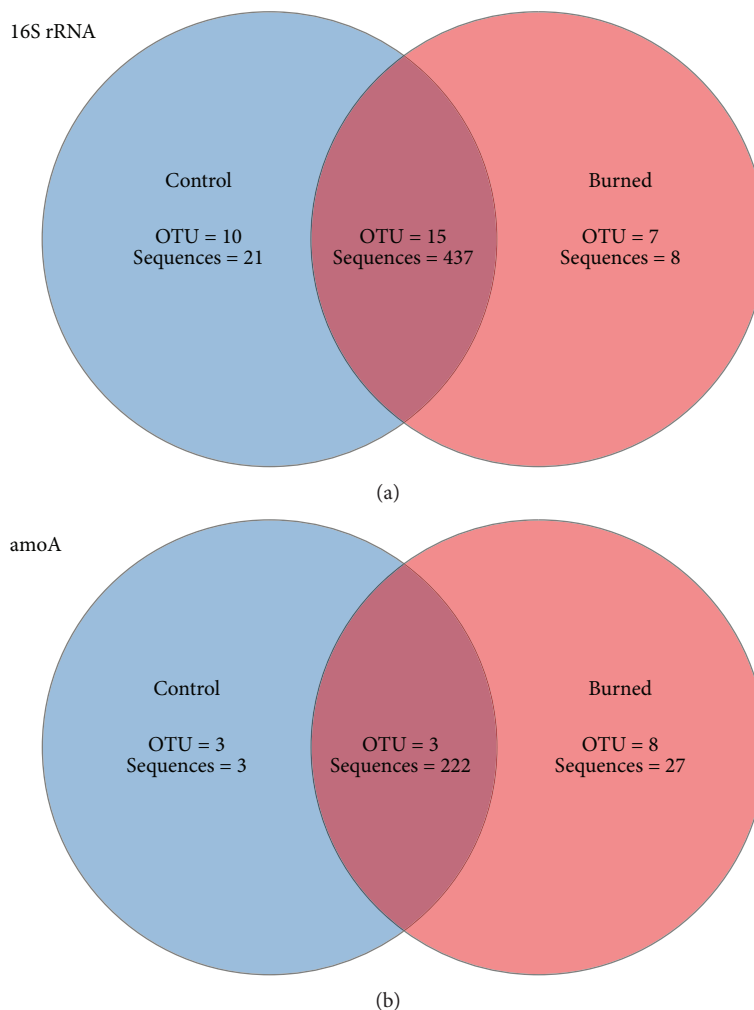 16S rRNA
Control
Burned
OTU = 10
Sequences = 21
OTU = 15
Sequences = 437
OTU = 7
Sequences = 8
(a)
amoA
Control
Burned
OTU = 3
Sequences = 3
OTU = 3
Sequences = 222
OTU = 8
Sequences = 27
(b)